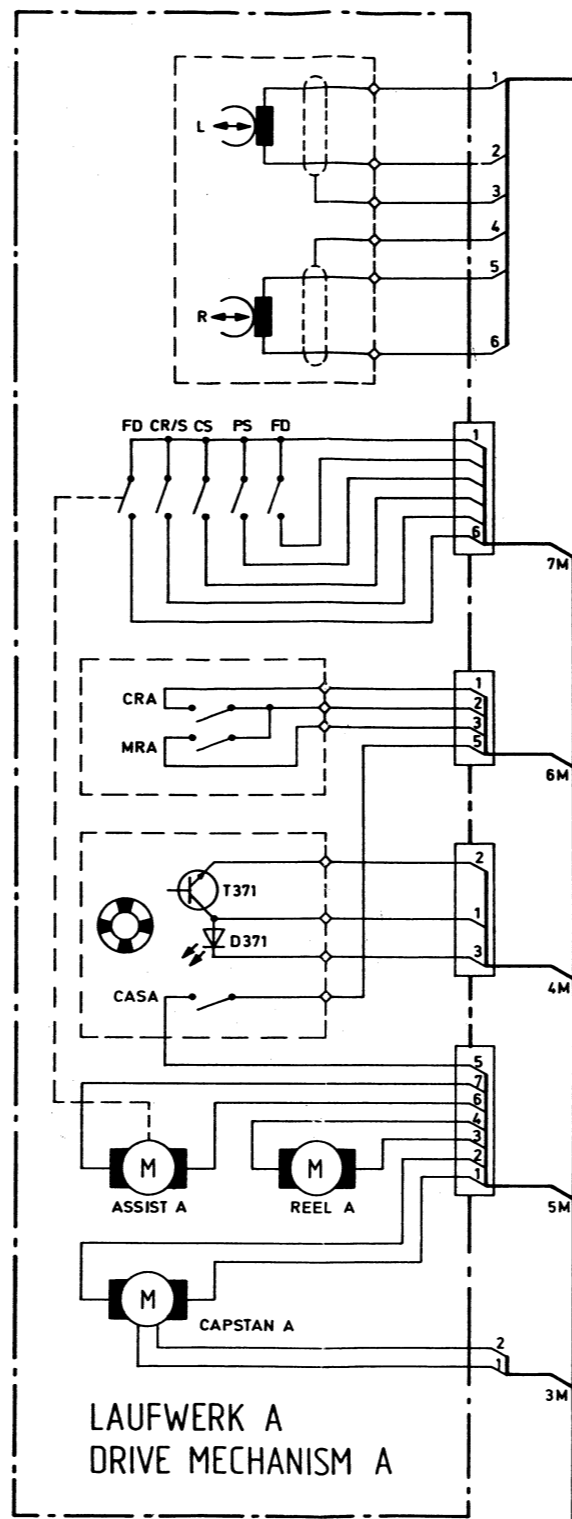 1
L
2
3
4
5
R
6
FD CR/S CS PS FD
1
6
7M
1
CRA
2
3
MRA
5
6M
2
T371
1
D371
3
4M
CASA
5
7
6
4
M
M
3
2
ASSIST A
REEL A
1
5M
M
CAPSTAN A
2
1
3M
LAUFWERK A
DRIVE MECHANISM A